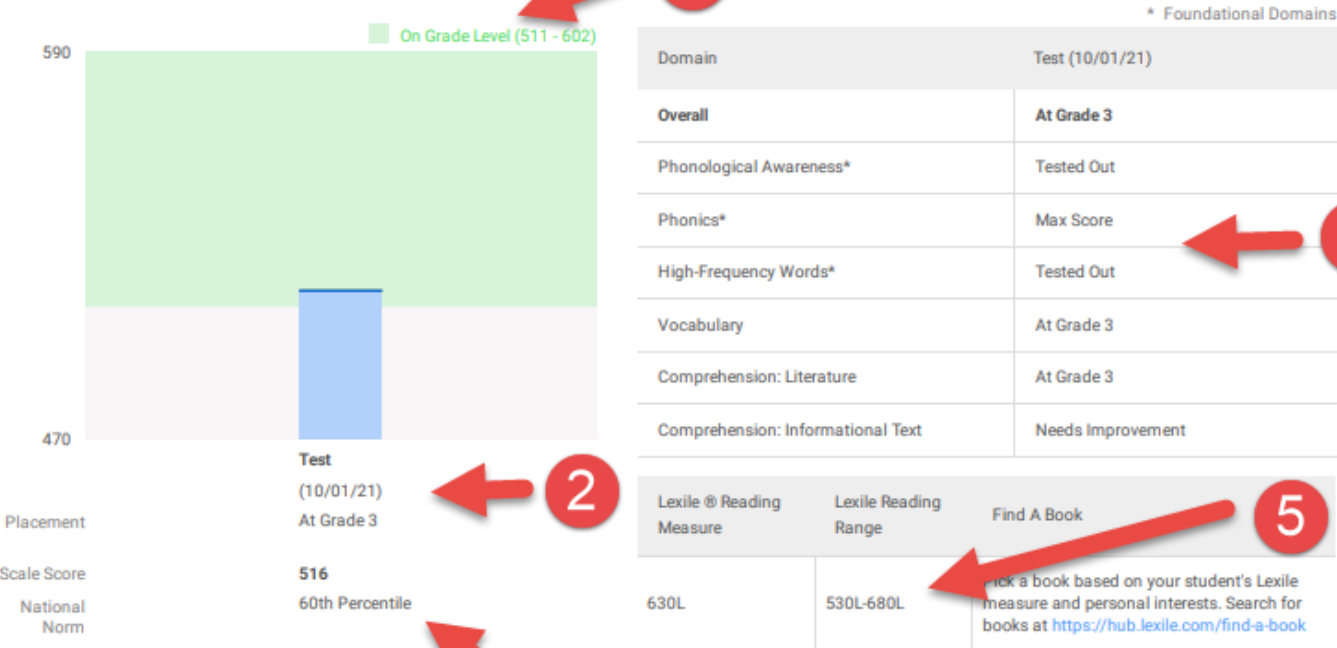 On Grade Level (511 - 602)
590
470
Test
(10/01/21)
2
Placement
At Grade 3
Scale Score
516
National
Norm
60th Percentile
* Foundational Domains
Domain Test (10/01/21)
Overall At Grade 3
Phonological Awareness* Tested Out
Phonics* Max Score
High-Frequency Words* Tested Out
Vocabulary At Grade 3
Comprehension: Literature At Grade 3
Comprehension: Informational Text Needs Improvement
Lexile ® Reading
Measure
Lexile Reading
Range
Find A Book
5
630L
530L-680L
Pick a book based on your student's Lexile
measure and personal interests. Search for
books at https://hub.lexile.com/find-a-book